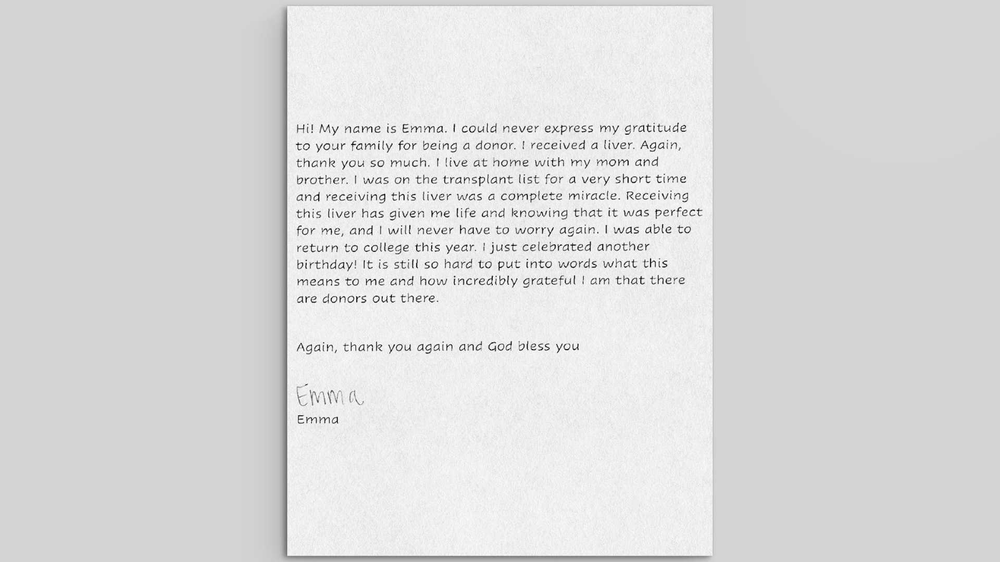 Hi! My name is Emma. I could never express my gratitude
to your family for being a donor. I received a liver. Again,
thank you so much. I live at home with my mom and
brother. I was on the transplant list for a very short time
and receiving this liver was a complete miracle. Receiving
this liver has given me life and knowing that it was perfect
for me, and I will never have to worry again. I was able to
return to college this year. I just celebrated another
birthday! It is still so hard to put into words what this
means to me and how incredibly grateful I am that there
are donors out there.
Again, thank you again and God bless you
Emma
Emma